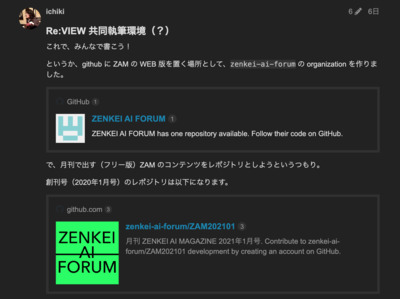 ichiki
6 6日
Re:VIEW 共同執筆環境（？）
これで、みんなで書こう！
というか、github に ZAM の WEB 版を置く場所として、zenkei-ai-forum の organization を作りま
した。
GitHub 1
ZENKEI AI FORUM 1
ZENKEI AI FORUM has one repository available. Follow their code on GitHub.
で、月刊で出す（フリー版）ZAM のコンテンツをレポジトリとしようというつもり。
創刊号（2020年1月号）のレポジトリは以下になります。
github.com 3
ZENKEI
AI
FORUM
zenkei-ai-forum/ZAM202101 3
月刊 ZENKEI AI MAGAZINE 2021年1月号. Contribute to zenkei-ai-
forum/ZAM202101 development by creating an account on GitHub.